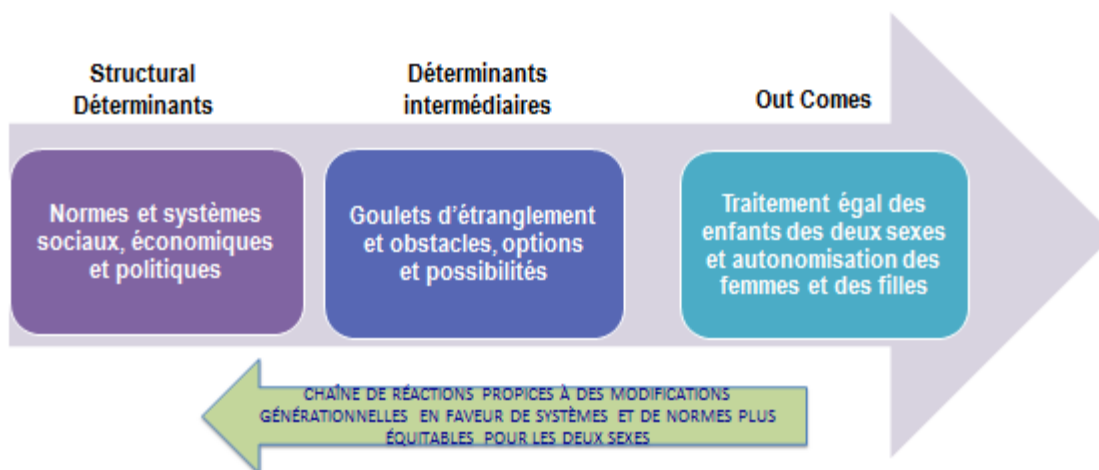 Structural
Déterminants
Déterminants
intermédiaires
Out Comes
Normes et systèmes
sociaux, économiques
et politiques
Goulets d'étranglement
et obstacles, options
et possibilités
Traitement égal des
enfants des deux sexes
et autonomisation des
femmes et des filles
CHAÎNE DE RÉACTIONS PROPICES À DES MODIFICATIONS
GÉNÉRATIONNELLES EN FAVEUR DE SYSTÈMES ET DE NORMES PLUS
ÉQUITABLES POUR LES DEUX SEXES